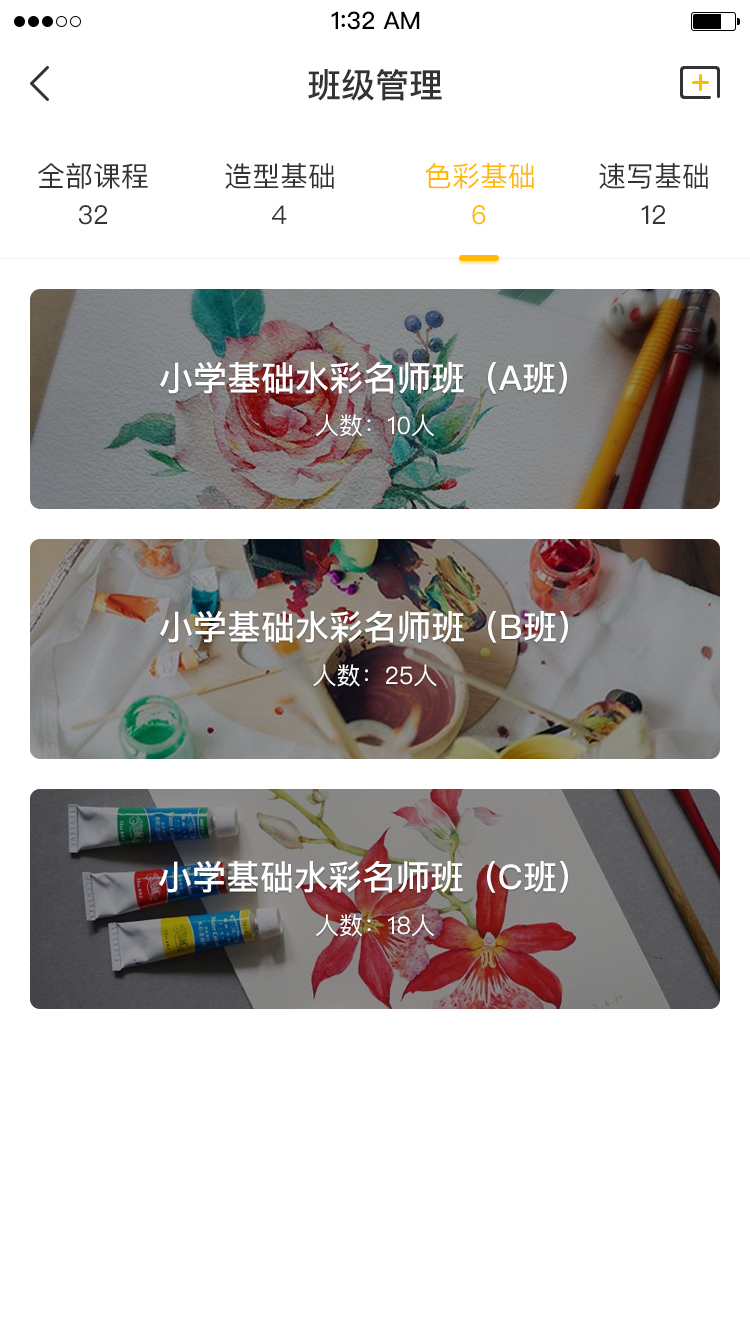 1:32 AM
班级管理
全部课程
32
造型基础
4
色彩基础
6
速写基础
12
小学基础水彩名师班（A班）
人数：10人
小学基础水彩名师班（B班）
人数：25人
小学基础水彩名师班（C班）
人数：18人